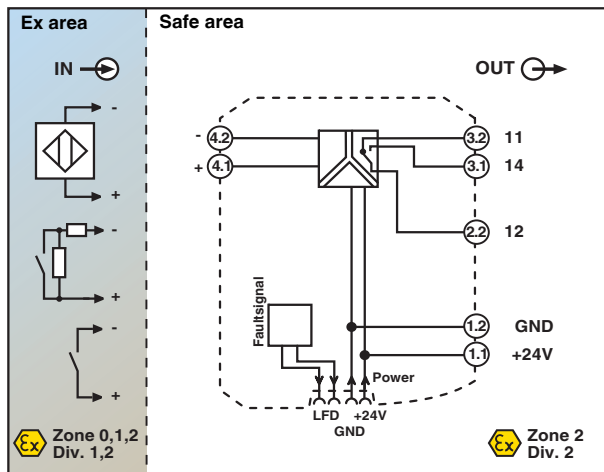 Ex area
Safe area
IN
OUT
-
+
-
+
-
+
- 4.2
+ 4.1
3.2 11
3.1 14
2.2 12
1.2 GND
1.1 +24V
Faultsignal
Power
LFD +24V
GND
Ex Zone 0,1,2
Div. 1,2
Ex Zone 2
Div. 2